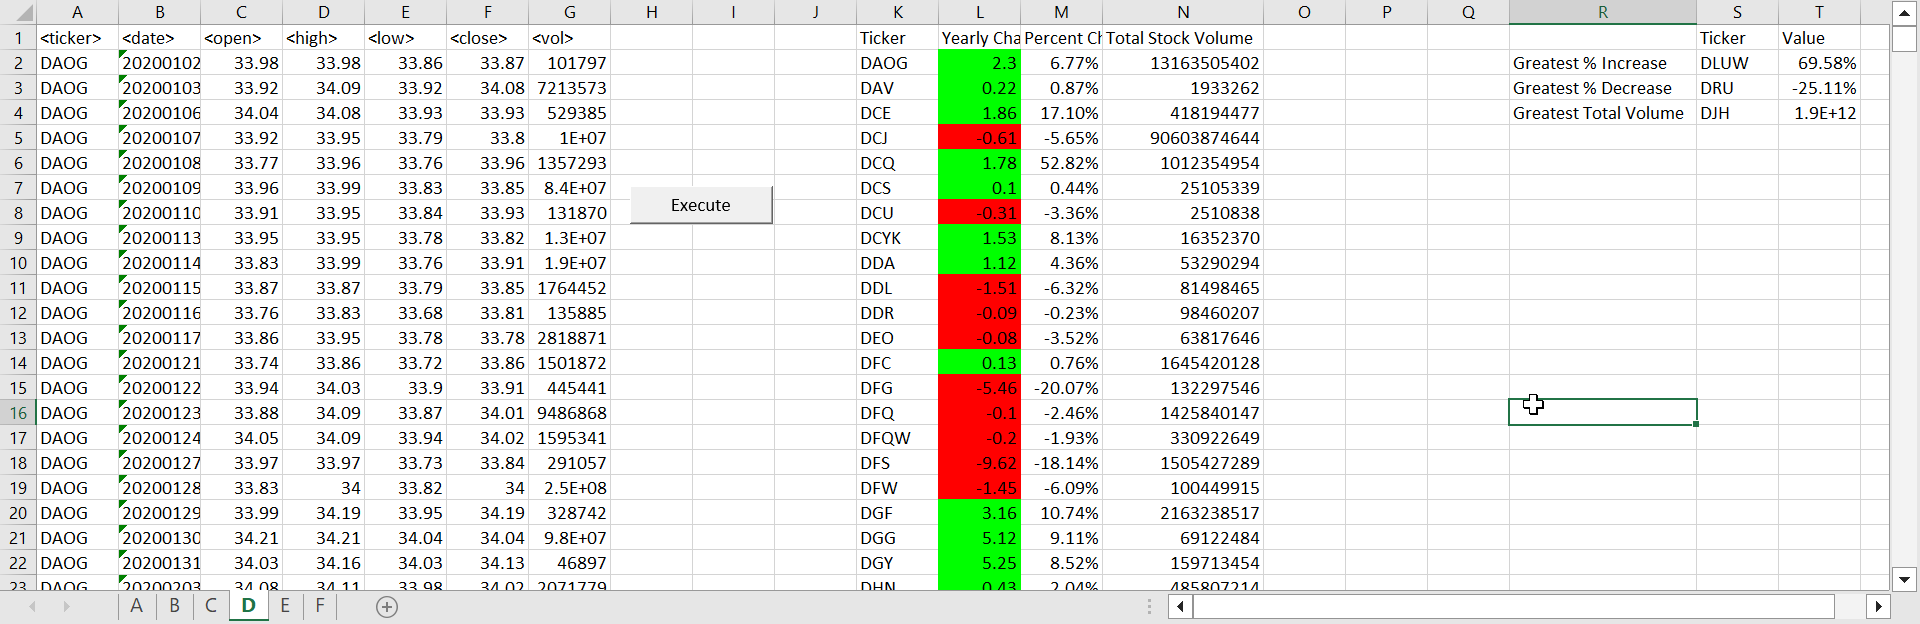 A B C D E F G H I J K L M N O P Q R S T
1 <ticker> <date> <open> <high> <low> <close> <vol> Ticker Yearly Cha Percent Ch Total Stock Volume Ticker Value
2 DAOG 20200102 33.98 33.98 33.86 33.87 101797 DAOG 2.3 6.77% 13163505402 Greatest % Increase DLUW 69.58%
3 DAOG 20200103 33.92 34.09 33.92 34.08 7213573 DAV 0.22 0.87% 1933262 Greatest % Decrease DRU -25.11%
4 DAOG 20200106 34.04 34.08 33.93 33.93 529385 DCE 1.86 17.10% 418194477 Greatest Total Volume DJH 1.9E+12
5 DAOG 20200107 33.92 33.95 33.79 33.8 1E+07 DCJ -0.61 -5.65% 90603874644
6 DAOG 20200108 33.77 33.96 33.76 33.96 1357293 DCQ 1.78 52.82% 1012354954
7 DAOG 20200109 33.96 33.99 33.83 33.85 8.4E+07 DCS 0.1 0.44% 25105339
Execute
8 DAOG 20200110 33.91 33.95 33.84 33.93 131870 DCU -0.31 -3.36% 2510838
9 DAOG 20200113 33.95 33.95 33.78 33.82 1.3E+07 DCYK 1.53 8.13% 16352370
10 DAOG 20200114 33.83 33.99 33.76 33.91 1.9E+07 DDA 1.12 4.36% 53290294
11 DAOG 20200115 33.87 33.87 33.79 33.85 1764452 DDL -1.51 -6.32% 81498465
12 DAOG 20200116 33.76 33.83 33.68 33.81 135885 DDR -0.09 -0.23% 98460207
13 DAOG 20200117 33.86 33.95 33.78 33.78 2818871 DEO -0.08 -3.52% 63817646
14 DAOG 20200121 33.74 33.86 33.72 33.86 1501872 DFC 0.13 0.76% 1645420128
15 DAOG 20200122 33.94 34.03 33.9 33.91 445441 DFG -5.46 -20.07% 132297546
16 DAOG 20200123 33.88 34.09 33.87 34.01 9486868 DFQ -0.1 -2.46% 1425840147
17 DAOG 20200124 34.05 34.09 33.94 34.02 1595341 DFQW -0.2 -1.93% 330922649
18 DAOG 20200127 33.97 33.97 33.73 33.84 291057 DFS -9.62 -18.14% 1505427289
19 DAOG 20200128 33.83 34 33.82 34 2.5E+08 DFW -1.45 -6.09% 100449915
20 DAOG 20200129 33.99 34.19 33.95 34.19 328742 DGF 3.16 10.74% 2163238517
21 DAOG 20200130 34.21 34.21 34.04 34.04 9.8E+07 DGG 5.12 9.11% 69122484
22 DAOG 20200131 34.03 34.16 34.03 34.13 46897 DGY 5.25 8.52% 159713454
23 DAOG 20200203 34.08 34.11 33.98 34.02 2071779 DHN 0.43 2.04% 485807214
A B C D E F